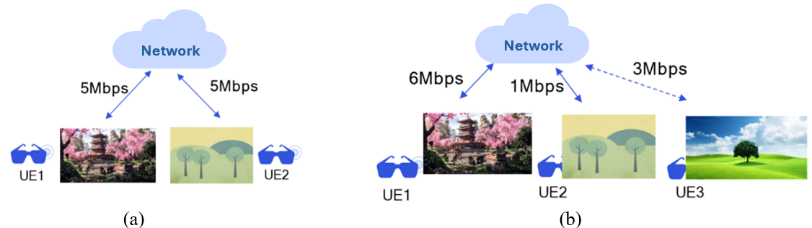 Network
5Mbps
5Mbps
UE1
UE2
(a)
Network
6Mbps
1Mbps
3Mbps
UE1
UE2
UE3
(b)